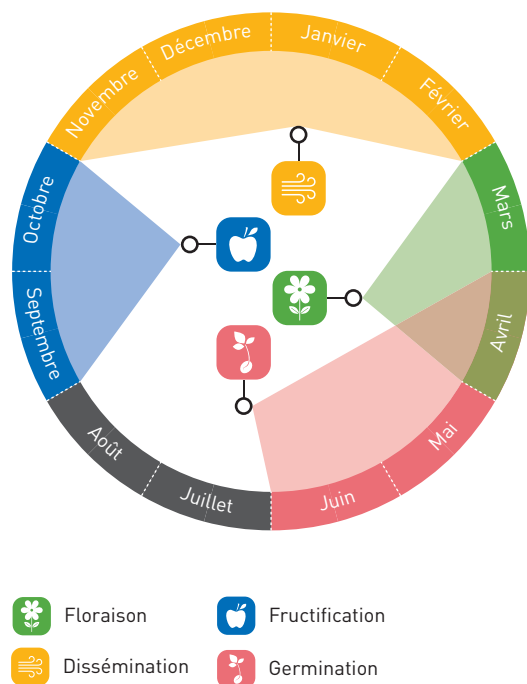 Janvier
Février
Mars
Avril
Mai
Juin
Juillet
Août
Septembre
Octobre
Novembre
Décembre
Floraison
Fructification
Dissémination
Germination